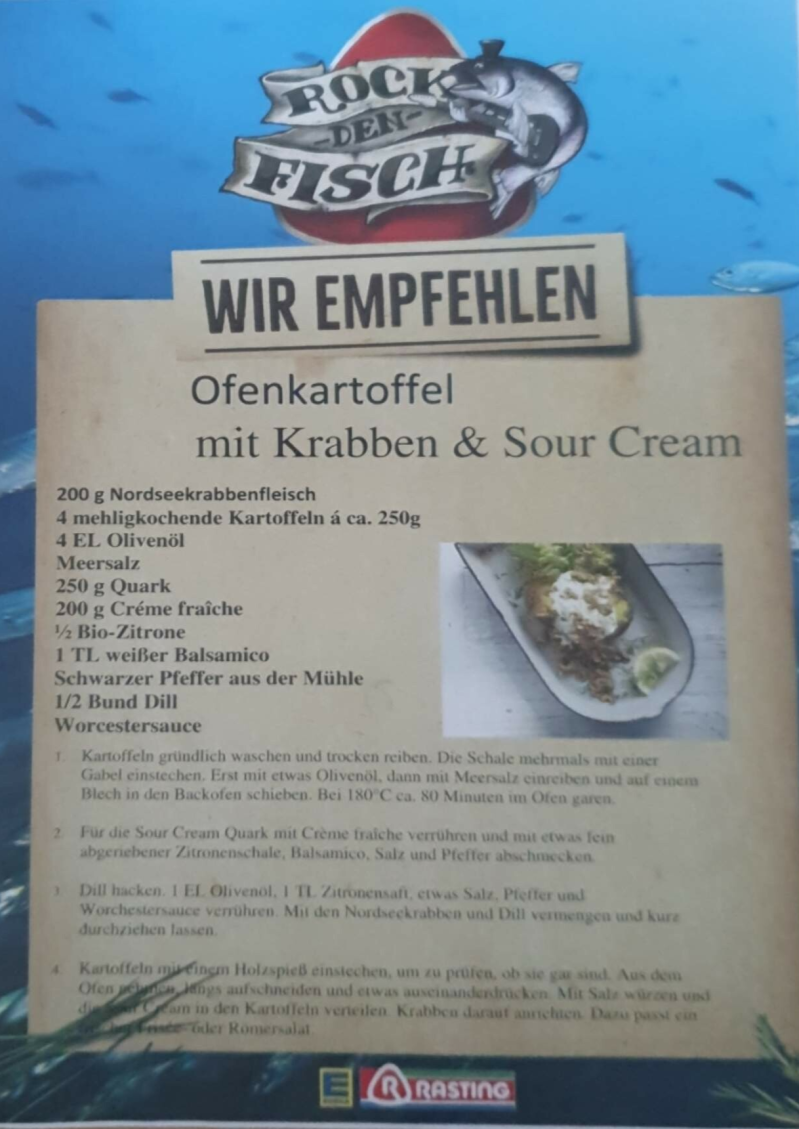 ROCK
-DEN-
FISCH
WIR EMPFEHLEN
Ofenkartoffel
mit Krabben & Sour Cream
200 g Nordseekrabbenfleisch
4 mehligkochende Kartoffeln á ca. 250g
4 EL Olivenöl
Meersalz
250 g Quark
200 g Créme fraîche
½ Bio-Zitrone
1 TL weißer Balsamico
Schwarzer Pfeffer aus der Mühle
1/2 Bund Dill
Worcestersauce
1. Kartoffeln gründlich waschen und trocken reiben. Die Schale mehrmals mit einer
Gabel einstechen. Erst mit etwas Olivenöl, dann mit Meersalz einreiben und auf einem
Blech in den Backofen schieben. Bei 180°C ca. 80 Minuten im Ofen garen.
2. Für die Sour Cream Quark mit Crème fraîche verrühren und mit etwas fein
abgeriebener Zitronenschale, Balsamico, Salz und Pfeffer abschmecken.
3. Dill hacken. 1 EL Olivenöl, 1 TL Zitronensaft, etwas Salz, Pfeffer und
Worchestersauce verrühren. Mit den Nordseekrabben und Dill vermengen und kurz
durchziehen lassen.
4. Kartoffeln mit einem Holzspieß einstechen, um zu prüfen, ob sie gar sind. Aus dem
Ofen nehmen, längs aufschneiden und etwas auseinanderdrücken. Mit Salz würzen und
die Sour Cream in den Kartoffeln verteilen. Krabben darauf anrichten. Dazu passt ein
Frisée- oder Römersalat.
E
EDEKA
R RASTING